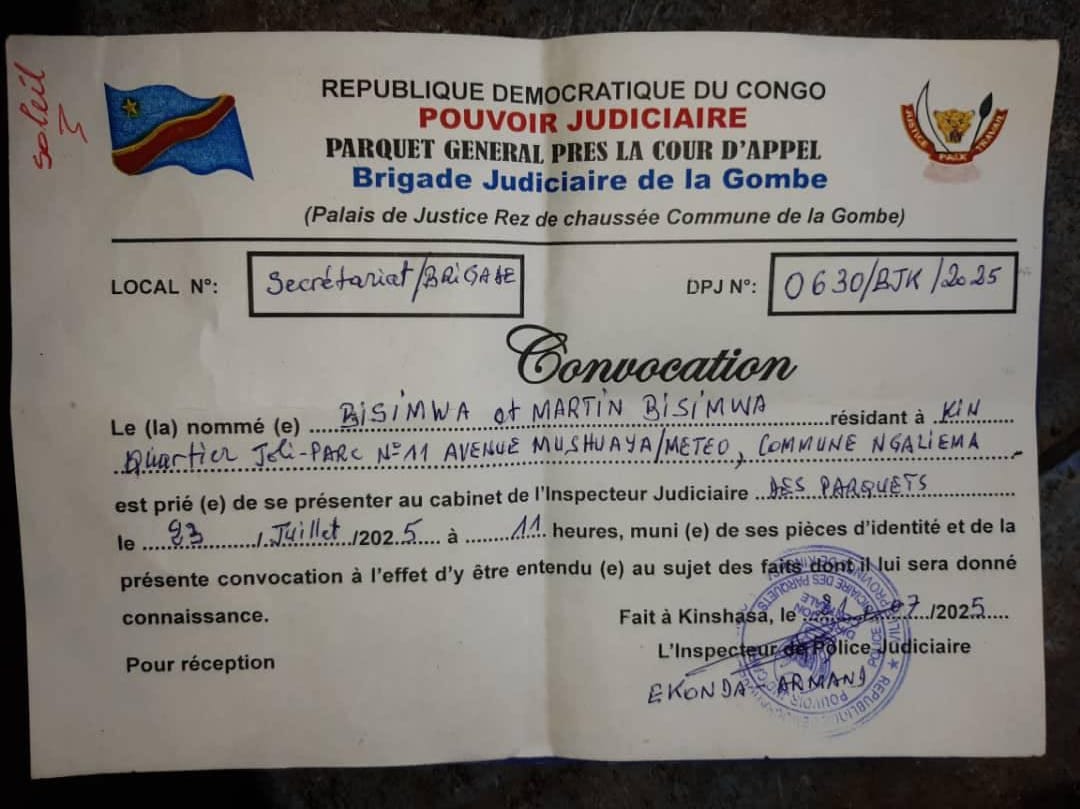 soleil
REPUBLIQUE DEMOCRATIQUE DU CONGO
POUVOIR JUDICIAIRE
PARQUET GENERAL PRES LA COUR D'APPEL
Brigade Judiciaire de la Gombe
(Palais de Justice Rez de chaussée Commune de la Gombe)
JUSTICE PAIX TRAVAIL
LOCAL N°: Secrétariat/BRIGADE DPJ N°: 0630/BJK/2025
Convocation
Le (la) nommé (e) BISIMWA et MARTIN BISIMWA résidant à KIN
Quartier Joli-PARC N°11 AVENUE MUSHUAYA/METEO, COMMUNE NGALIEMA
est prié (e) de se présenter au cabinet de l'Inspecteur Judiciaire DES PARQUETS
le 23 / Juillet /2025 à 11 heures, muni (e) de ses pièces d'identité et de la
présente convocation à l'effet d'y être entendu (e) au sujet des faits dont il lui sera donné
connaissance.
Fait à Kinshasa, le 21 07 /2025
L'Inspecteur de Police Judiciaire
Pour réception
EKONDA-ARMAND